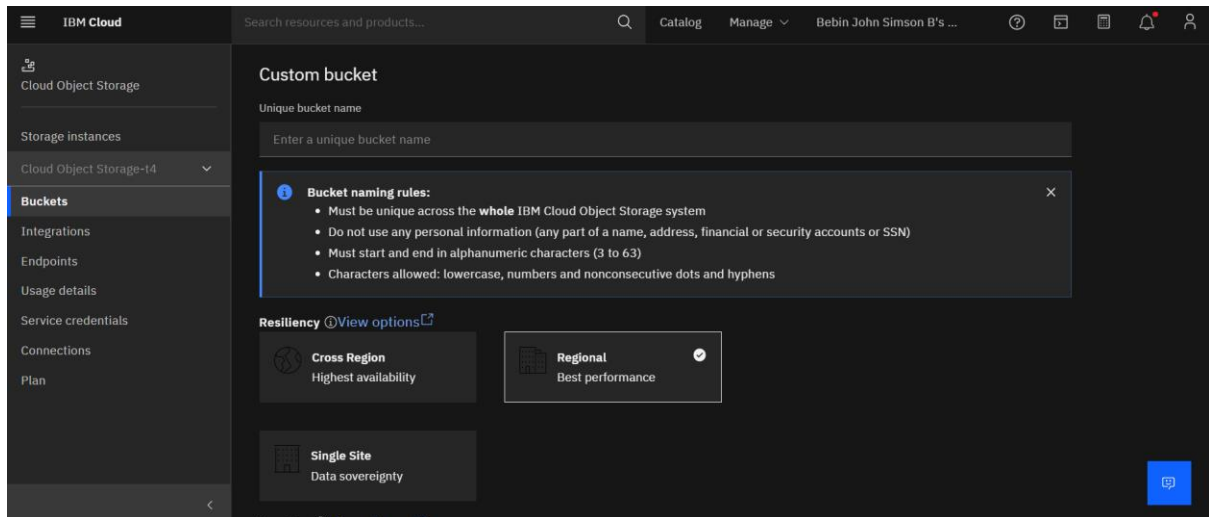 IBM Cloud
Search resources and products...
Catalog
Manage
Bebin John Simson B's ...
Cloud Object Storage
Storage instances
Cloud Object Storage-t4
Buckets
Integrations
Endpoints
Usage details
Service credentials
Connections
Plan
Custom bucket
Unique bucket name
Enter a unique bucket name
Bucket naming rules:
• Must be unique across the whole IBM Cloud Object Storage system
• Do not use any personal information (any part of a name, address, financial or security accounts or SSN)
• Must start and end in alphanumeric characters (3 to 63)
• Characters allowed: lowercase, numbers and nonconsecutive dots and hyphens
Resiliency View options
Cross Region
Highest availability
Regional
Best performance
Single Site
Data sovereignty